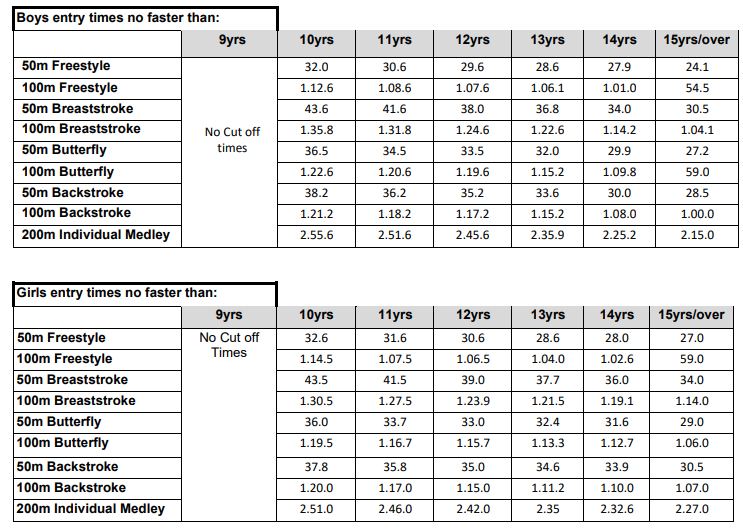 Boys entry times no faster than:
9yrs 10yrs 11yrs 12yrs 13yrs 14yrs 15yrs/over
50m Freestyle 32.0 30.6 29.6 28.6 27.9 24.1
100m Freestyle 1.12.6 1.08.6 1.07.6 1.06.1 1.01.0 54.5
50m Breaststroke 43.6 41.6 38.0 36.8 34.0 30.5
100m Breaststroke No Cut off 1.35.8 1.31.8 1.24.6 1.22.6 1.14.2 1.04.1
50m Butterfly times 36.5 34.5 33.5 32.0 29.9 27.2
100m Butterfly 1.22.6 1.20.6 1.19.6 1.15.2 1.09.8 59.0
50m Backstroke 38.2 36.2 35.2 33.6 30.0 28.5
100m Backstroke 1.21.2 1.18.2 1.17.2 1.15.2 1.08.0 1.00.0
200m Individual Medley 2.55.6 2.51.6 2.45.6 2.35.9 2.25.2 2.15.0
Girls entry times no faster than:
9yrs 10yrs 11yrs 12yrs 13yrs 14yrs 15yrs/over
50m Freestyle No Cut off 32.6 31.6 30.6 28.6 28.0 27.0
100m Freestyle Times 1.14.5 1.07.5 1.06.5 1.04.0 1.02.6 59.0
50m Breaststroke 43.5 41.5 39.0 37.7 36.0 34.0
100m Breaststroke 1.30.5 1.27.5 1.23.9 1.21.5 1.19.1 1.14.0
50m Butterfly 36.0 33.7 33.0 32.4 31.6 29.0
100m Butterfly 1.19.5 1.16.7 1.15.7 1.13.3 1.12.7 1.06.0
50m Backstroke 37.8 35.8 35.0 34.6 33.9 30.5
100m Backstroke 1.20.0 1.17.0 1.15.0 1.11.2 1.10.0 1.07.0
200m Individual Medley 2.51.0 2.46.0 2.42.0 2.35 2.32.6 2.27.0